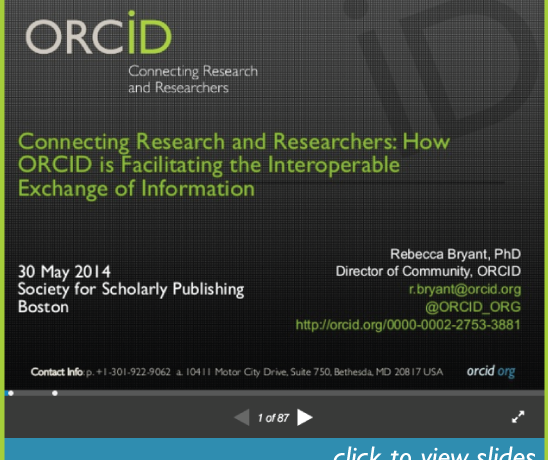 ORCiD
Connecting Research
and Researchers
Connecting Research and Researchers: How
ORCID is Facilitating the Interoperable
Exchange of Information
30 May 2014
Society for Scholarly Publishing
Boston
Rebecca Bryant, PhD
Director of Community, ORCID
r.bryant@orcid.org
@ORCID_ORG
http://orcid.org/0000-0002-2753-3881
Contact Info: p. +1-301-922-9062 a. 10411 Motor City Drive, Suite 750, Bethesda, MD 20817 USA
orcid.org
1 of 87
click to view slides